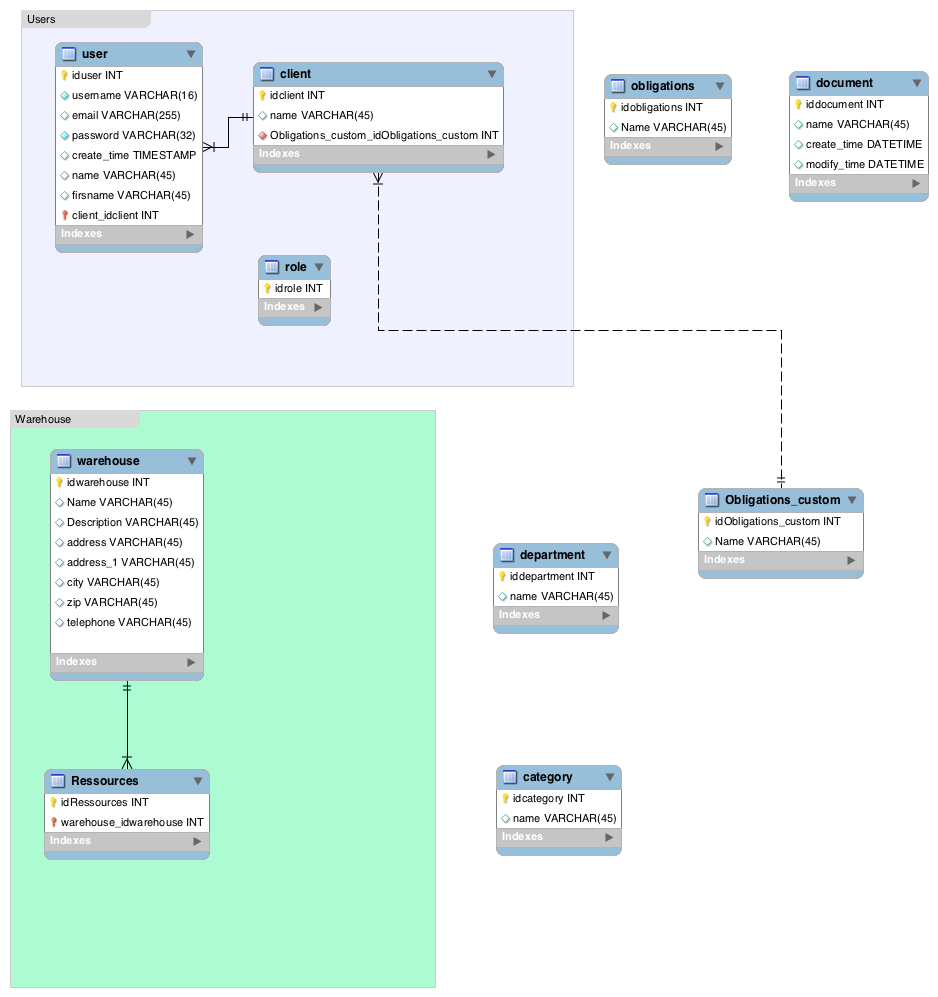 Users
user
iduser INT
username VARCHAR(16)
email VARCHAR(255)
password VARCHAR(32)
create_time TIMESTAMP
name VARCHAR(45)
firsname VARCHAR(45)
client_idclient INT
Indexes
client
idclient INT
name VARCHAR(45)
Obligations_custom_idObligations_custom INT
Indexes
role
idrole INT
Indexes
obligations
idobligations INT
Name VARCHAR(45)
Indexes
document
iddocument INT
name VARCHAR(45)
create_time DATETIME
modify_time DATETIME
Indexes
Warehouse
warehouse
idwarehouse INT
Name VARCHAR(45)
Description VARCHAR(45)
address VARCHAR(45)
address_1 VARCHAR(45)
city VARCHAR(45)
zip VARCHAR(45)
telephone VARCHAR(45)
Indexes
Ressources
idRessources INT
warehouse_idwarehouse INT
Indexes
Obligations_custom
idObligations_custom INT
Name VARCHAR(45)
Indexes
department
iddepartment INT
name VARCHAR(45)
Indexes
category
idcategory INT
name VARCHAR(45)
Indexes